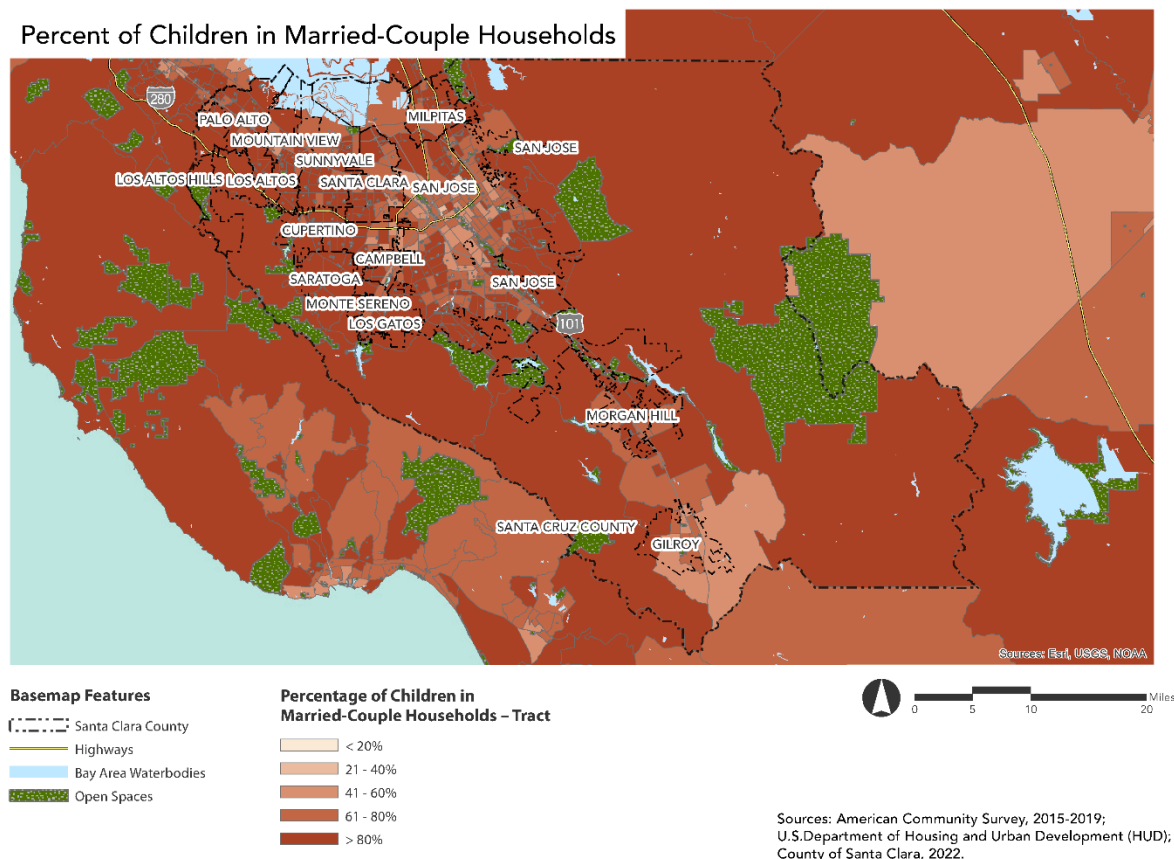 Percent of Children in Married-Couple Households
280
PALO ALTO
MILPITAS
MOUNTAIN VIEW
SAN JOSE
SUNNYVALE
LOS ALTOS HILLS
LOS ALTOS
SANTA CLARA
SAN JOSE
CUPERTINO
CAMPBELL
SARATOGA
SAN JOSE
MONTE SERENO
LOS GATOS
101
MORGAN HILL
SANTA CRUZ COUNTY
GILROY
Sources: Esri, USGS, NOAA
Basemap Features
Santa Clara County
Highways
Bay Area Waterbodies
Open Spaces
Percentage of Children in
Married-Couple Households – Tract
< 20%
21 - 40%
41 - 60%
61 - 80%
> 80%
Miles
0 5 10 20
Sources: American Community Survey, 2015-2019;
U.S.Department of Housing and Urban Development (HUD);
County of Santa Clara, 2022.